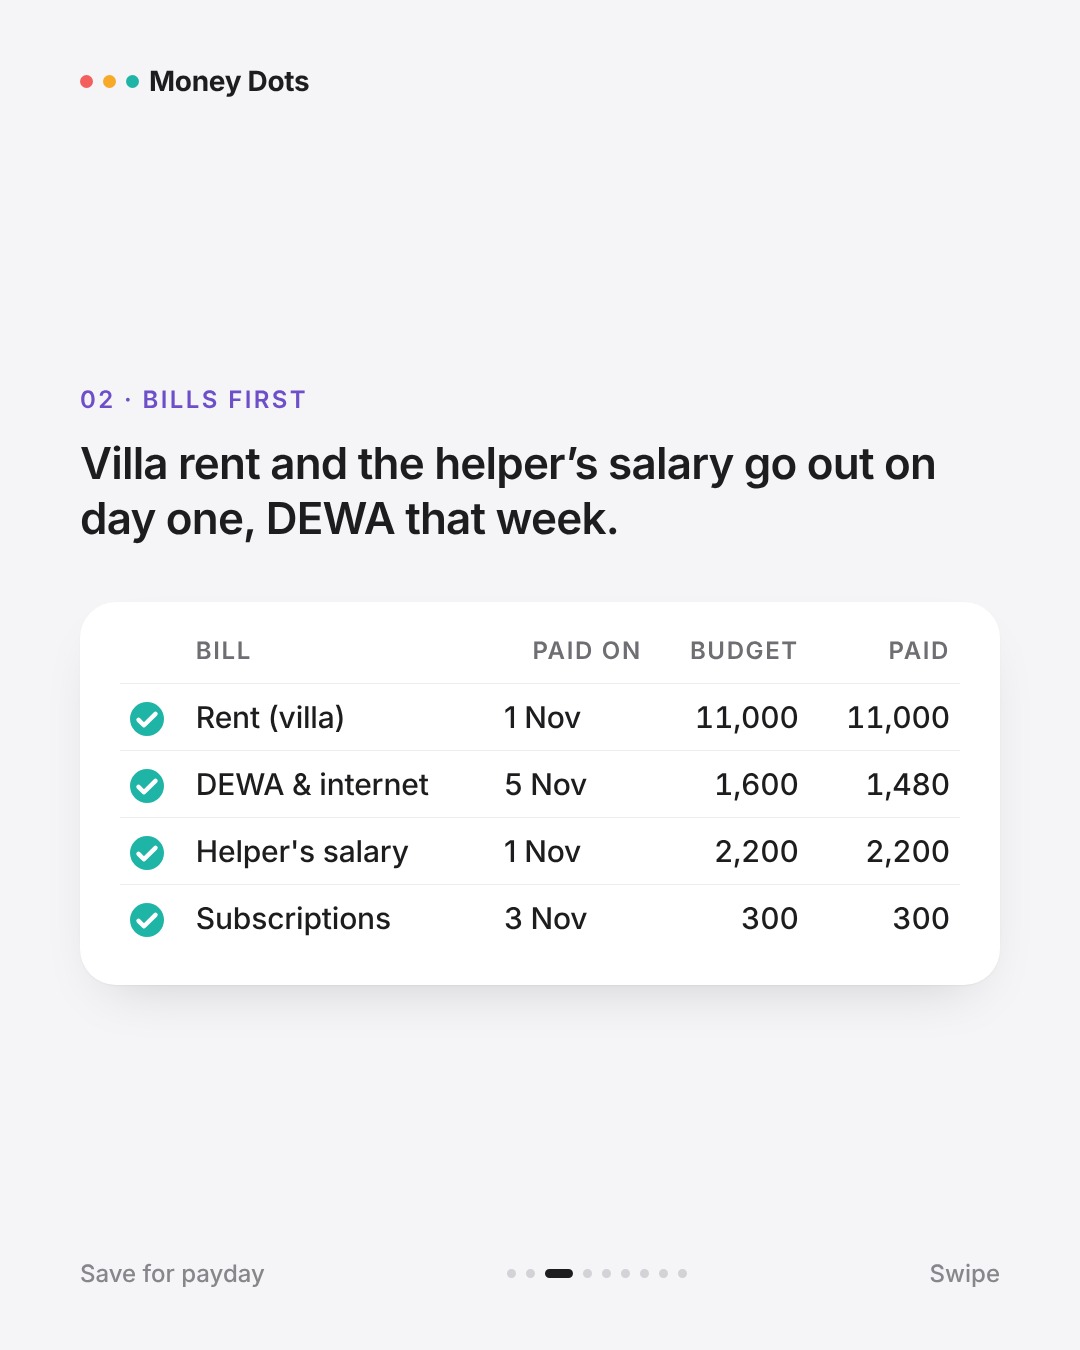 Money Dots
02 · BILLS FIRST
Villa rent and the helper’s salary go out on
day one, DEWA that week.
BILL PAID ON BUDGET PAID
Rent (villa) 1 Nov 11,000 11,000
DEWA & internet 5 Nov 1,600 1,480
Helper's salary 1 Nov 2,200 2,200
Subscriptions 3 Nov 300 300
Save for payday Swipe